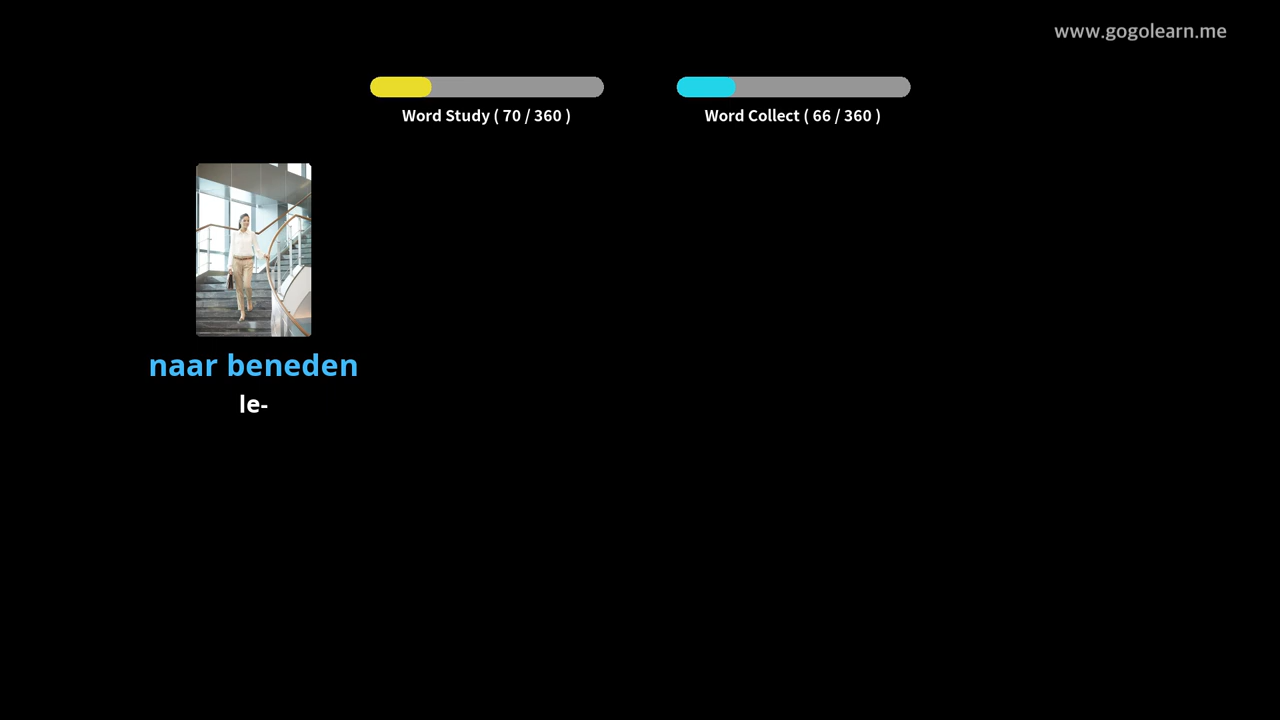 www.gogolearn.me
Word Study ( 70 / 360 )
Word Collect ( 66 / 360 )
naar beneden
le-